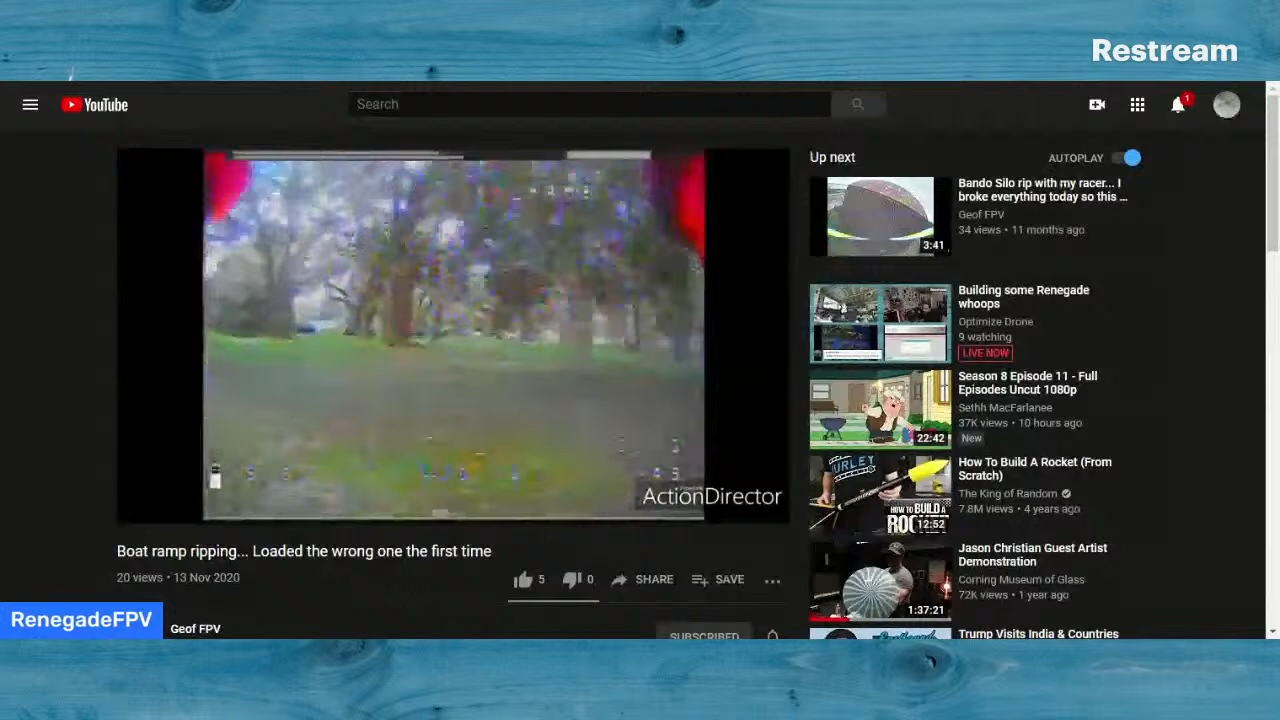 Restream
YouTube
Search
1
Up next
AUTOPLAY
Bando Silo rip with my racer... I
broke everything today so this ...
Geof FPV
34 views • 11 months ago
3:41
Building some Renegade
whoops
Optimize Drone
9 watching
LIVE NOW
Season 8 Episode 11 - Full
Episodes Uncut 1080p
Sethh MacFarlanee
37K views • 10 hours ago
New
22:42
How To Build A Rocket (From
Scratch)
The King of Random
7.8M views • 4 years ago
HOW TO BUILD A
12:52
Jason Christian Guest Artist
Demonstration
Corning Museum of Glass
72K views • 1 year ago
1:37:21
Trump Visits India & Countries
ActionDirector
Boat ramp ripping... Loaded the wrong one the first time
20 views • 13 Nov 2020
5
0
SHARE
SAVE
RenegadeFPV
Geof FPV
SUBSCRIBED